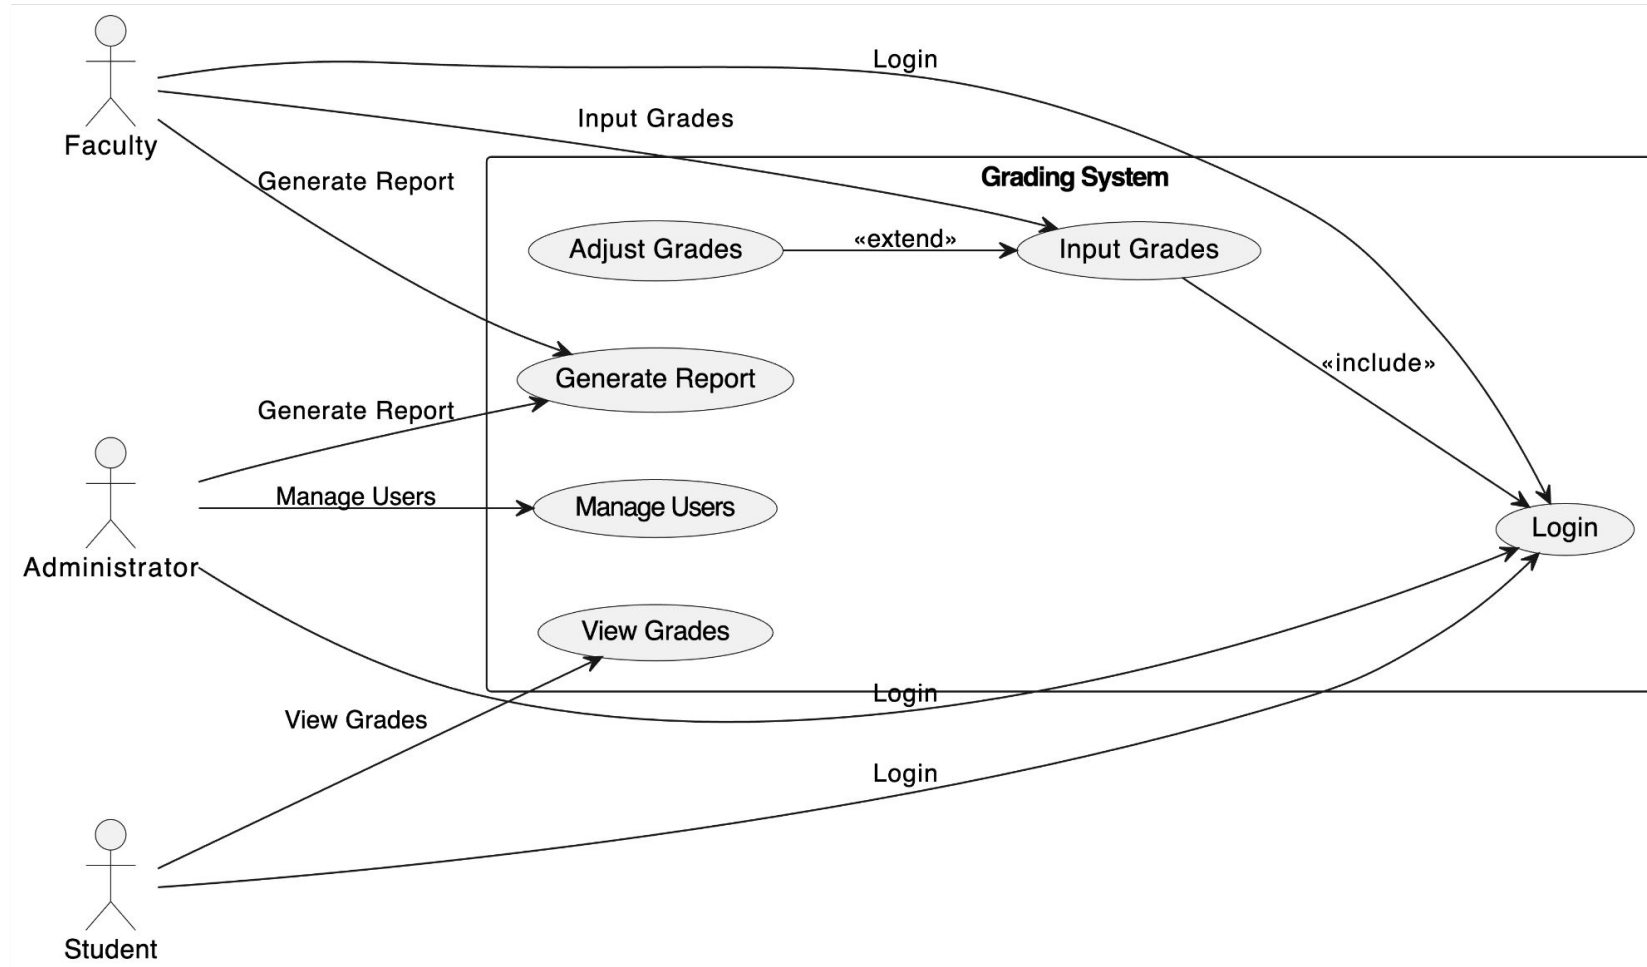 Login
Input Grades
Faculty
Generate Report
Grading System
Adjust Grades
«extend»
Input Grades
«include»
Generate Report
Generate Report
Manage Users
Manage Users
Login
Administrator
View Grades
Login
View Grades
Login
Student